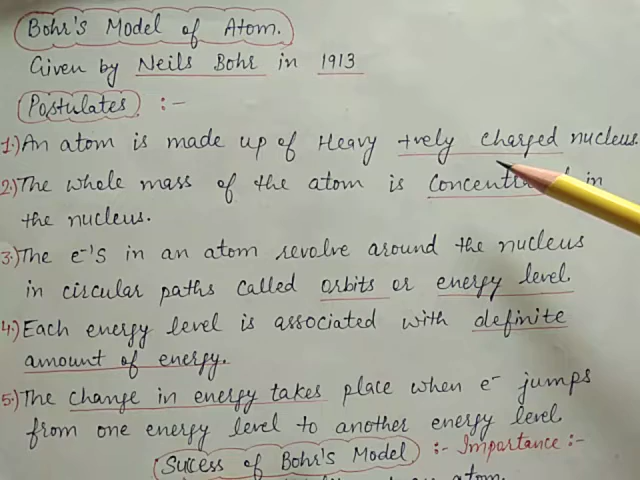 Bohr's Model of Atom.
Given by Neils Bohr in 1913
Postulates :-
1.) An atom is made up of Heavy +vely charged nucleus.
2.) The whole mass of the atom is in
the nucleus.
3.) The e-'s in an atom revolve around the nucleus
in circular paths called orbits or energy level.
4.) Each energy level is associated with definite
amount of energy.
5.) The change in energy takes place when e- jumps
from one energy level to another energy level.
Sucess of Bohr's Model :- Importance :-
atom.